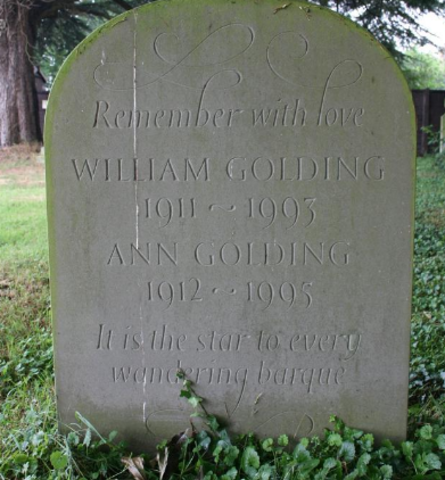 Remember with love
WILLIAM GOLDING
1911 ~ 1993
ANN GOLDING
1912 ~ 1995
It is the star to every
wandering barque